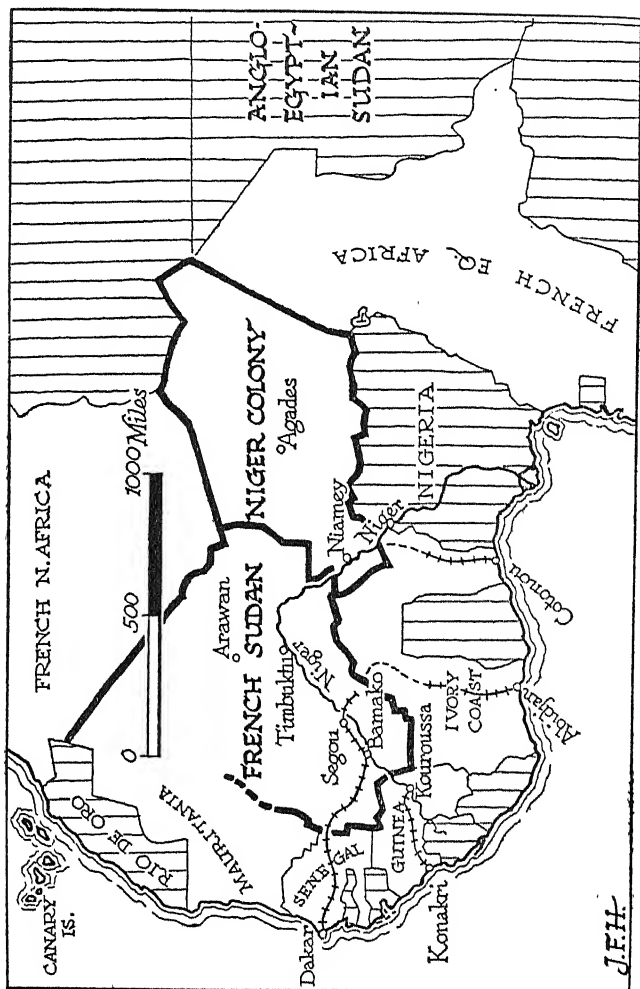 ANGLO-
EGYPT-
IAN
SUDAN
FRENCH EQ. AFRICA
FRENCH N. AFRICA
0 500 1000 Miles
NIGER COLONY
Agades
Niamey
Niger
NIGERIA
Arawan
FRENCH SUDAN
Timbuktu
Niger
Segou
Bamako
Kouroussa
IVORY
COAST
Cotonou
Abidjan
CANARY
IS.
RIO DE ORO
MAURITANIA
SENEGAL
GUINEA
Dakar
Konakri
J.F.H.